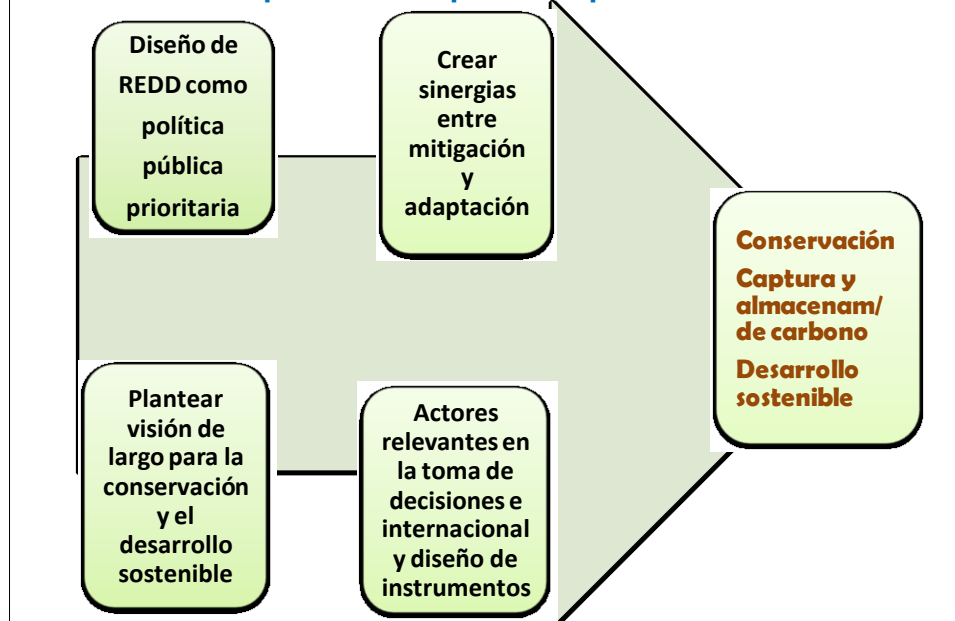 Diseño de
REDD como
política
pública
prioritaria
Crear
sinergias
entre
mitigación
y
adaptación
Conservación
Captura y
almacenam/
de carbono
Desarrollo
sostenible
Plantear
visión de
largo para la
conservación
y el
desarrollo
sostenible
Actores
relevantes en
la toma de
decisiones e
internacional
y diseño de
instrumentos